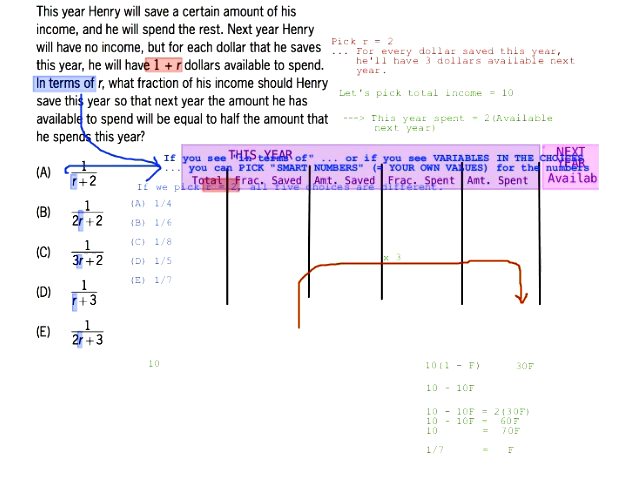 This year Henry will save a certain amount of his
income, and he will spend the rest. Next year Henry
will have no income, but for each dollar that he saves
this year, he will have 1 + r dollars available to spend.
In terms of r, what fraction of his income should Henry
save this year so that next year the amount he has
available to spend will be equal to half the amount that
he spends this year?
Pick r = 2
... For every dollar saved this year,
he'll have 3 dollars available next
year.
Let's pick total income = 10
---> This year spent = 2(Available
next year)
THIS YEAR
NEXT
YEAR
If you see "In terms of" ... or if you see VARIABLES IN THE CHOICES
... you can PICK "SMART NUMBERS" (= YOUR OWN VALUES) for the numbers
Total
Frac. Saved
Amt. Saved
Frac. Spent
Amt. Spent
Availab
If we pick r = 2, all five choices are different.
(A) 1/(r + 2)
(B) 1/(2r + 2)
(C) 1/(3r + 2)
(D) 1/(r + 3)
(E) 1/(2r + 3)
(A) 1/4
(B) 1/6
(C) 1/8
(D) 1/5
(E) 1/7
x 3
10
10(1 - F)
30F
10 - 10F
10 - 10F = 2(30F)
10 - 10F = 60F
10 = 70F
1/7 = F